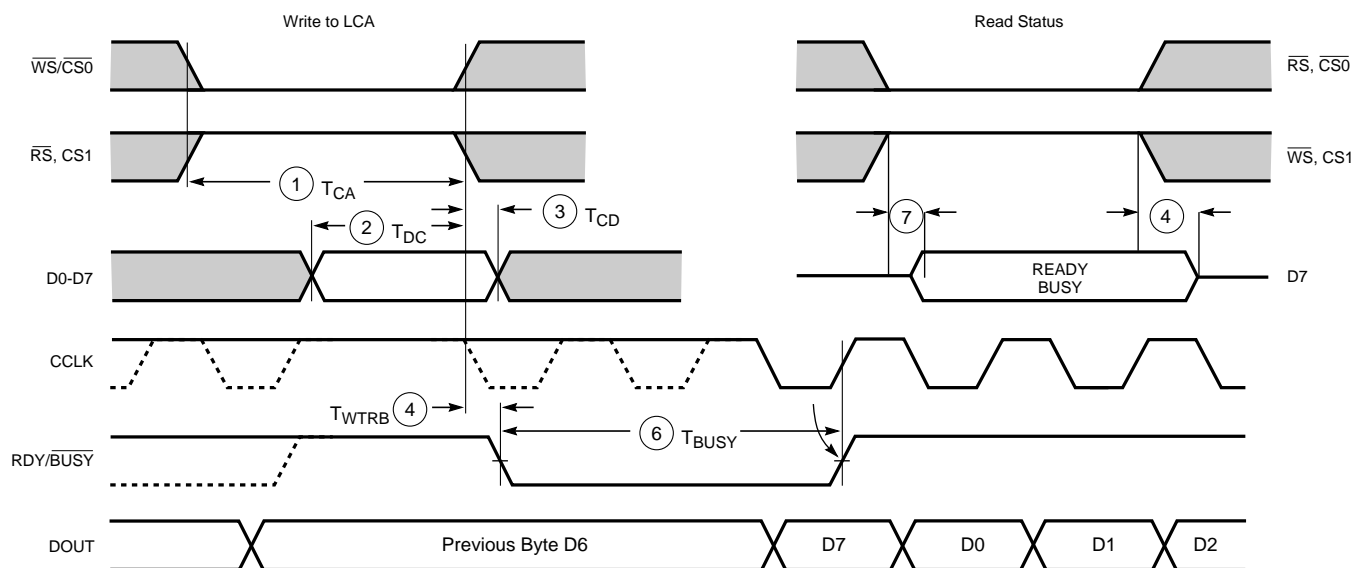 Write to LCA
Read Status
WS/CS0
RS, CS0
RS, CS1
WS, CS1
1 TCA
2 TDC
3 TCD
7
4
D0-D7
READY
BUSY
D7
CCLK
TWTRB 4
6 TBUSY
RDY/BUSY
DOUT
Previous Byte D6
D7
D0
D1
D2